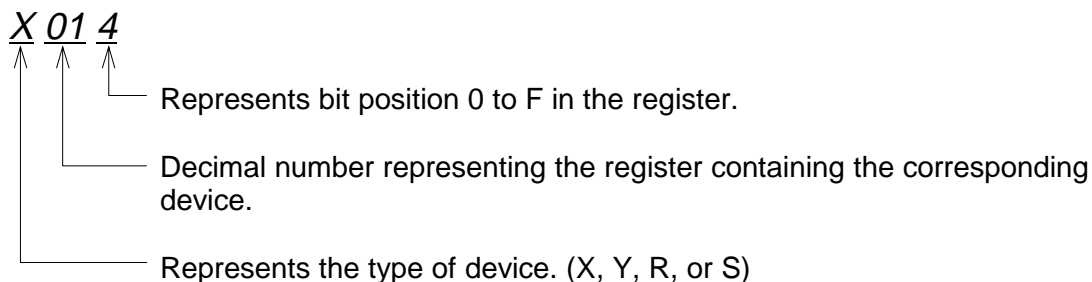 X 01 4
Represents bit position 0 to F in the register.
Decimal number representing the register containing the corresponding
device.
Represents the type of device. (X, Y, R, or S)